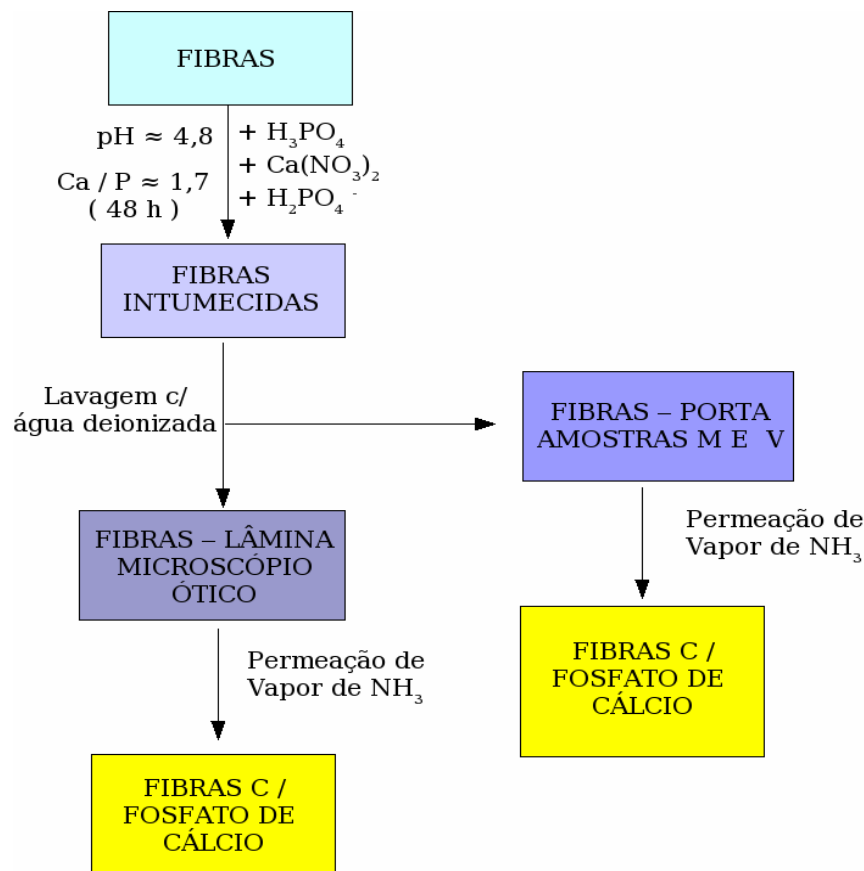 FIBRAS
pH ≈ 4,8
Ca / P ≈ 1,7
( 48 h )
+ H₃PO₄
+ Ca(NO₃)₂
+ H₂PO₄⁻
FIBRAS
INTUMECIDAS
Lavagem c/
água deionizada
FIBRAS – PORTA
AMOSTRAS M E V
FIBRAS – LÂMINA
MICROSCÓPIO
ÓTICO
Permeação de
Vapor de NH₃
Permeação de
Vapor de NH₃
FIBRAS C /
FOSFATO DE
CÁLCIO
FIBRAS C /
FOSFATO DE
CÁLCIO